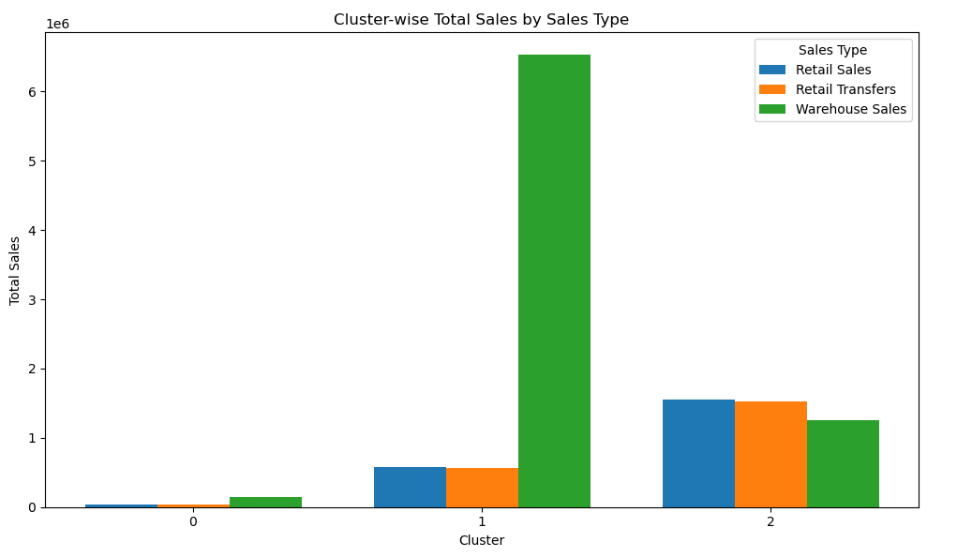 Cluster-wise Total Sales by Sales Type
1e6
Sales Type
Retail Sales
Retail Transfers
Warehouse Sales
6
5
4
3
2
1
0
Total Sales
0 1 2
Cluster